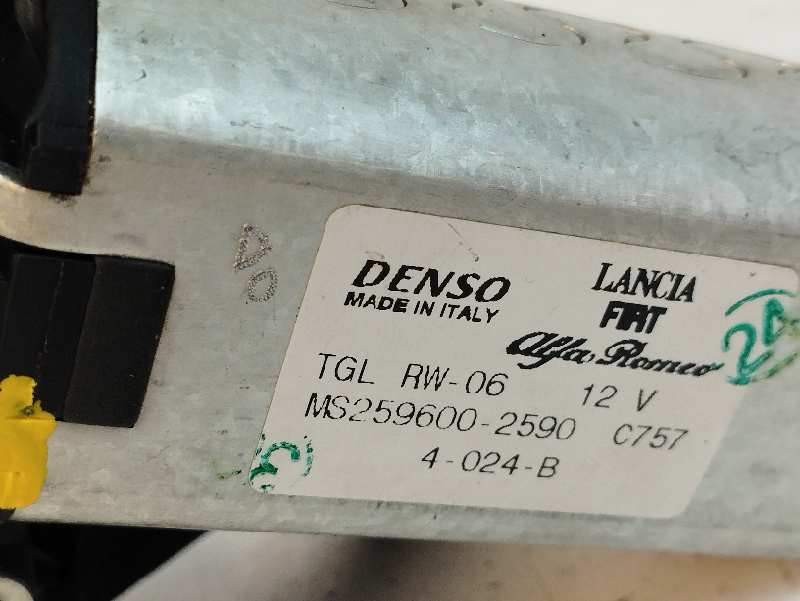 DENSO
MADE IN ITALY
LANCIA
FIAT
Alfa Romeo
TGL RW-06 12 V
MS259600-2590 C757
4-024-B